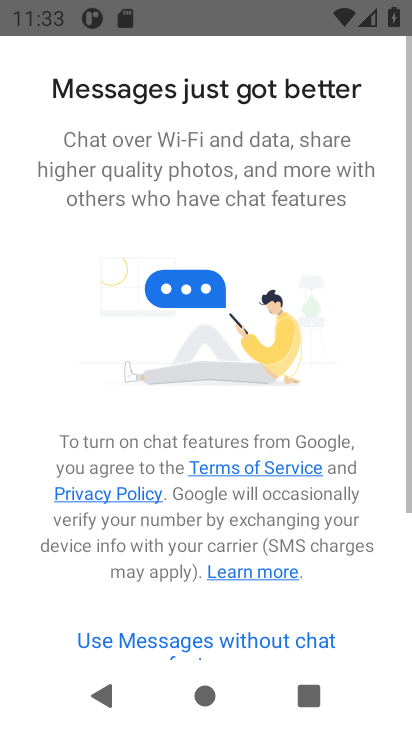 11:33
Messages just got better
Chat over Wi-Fi and data, share
higher quality photos, and more with
others who have chat features
To turn on chat features from Google,
you agree to the Terms of Service and
Privacy Policy. Google will occasionally
verify your number by exchanging your
device info with your carrier (SMS charges
may apply). Learn more.
Use Messages without chat